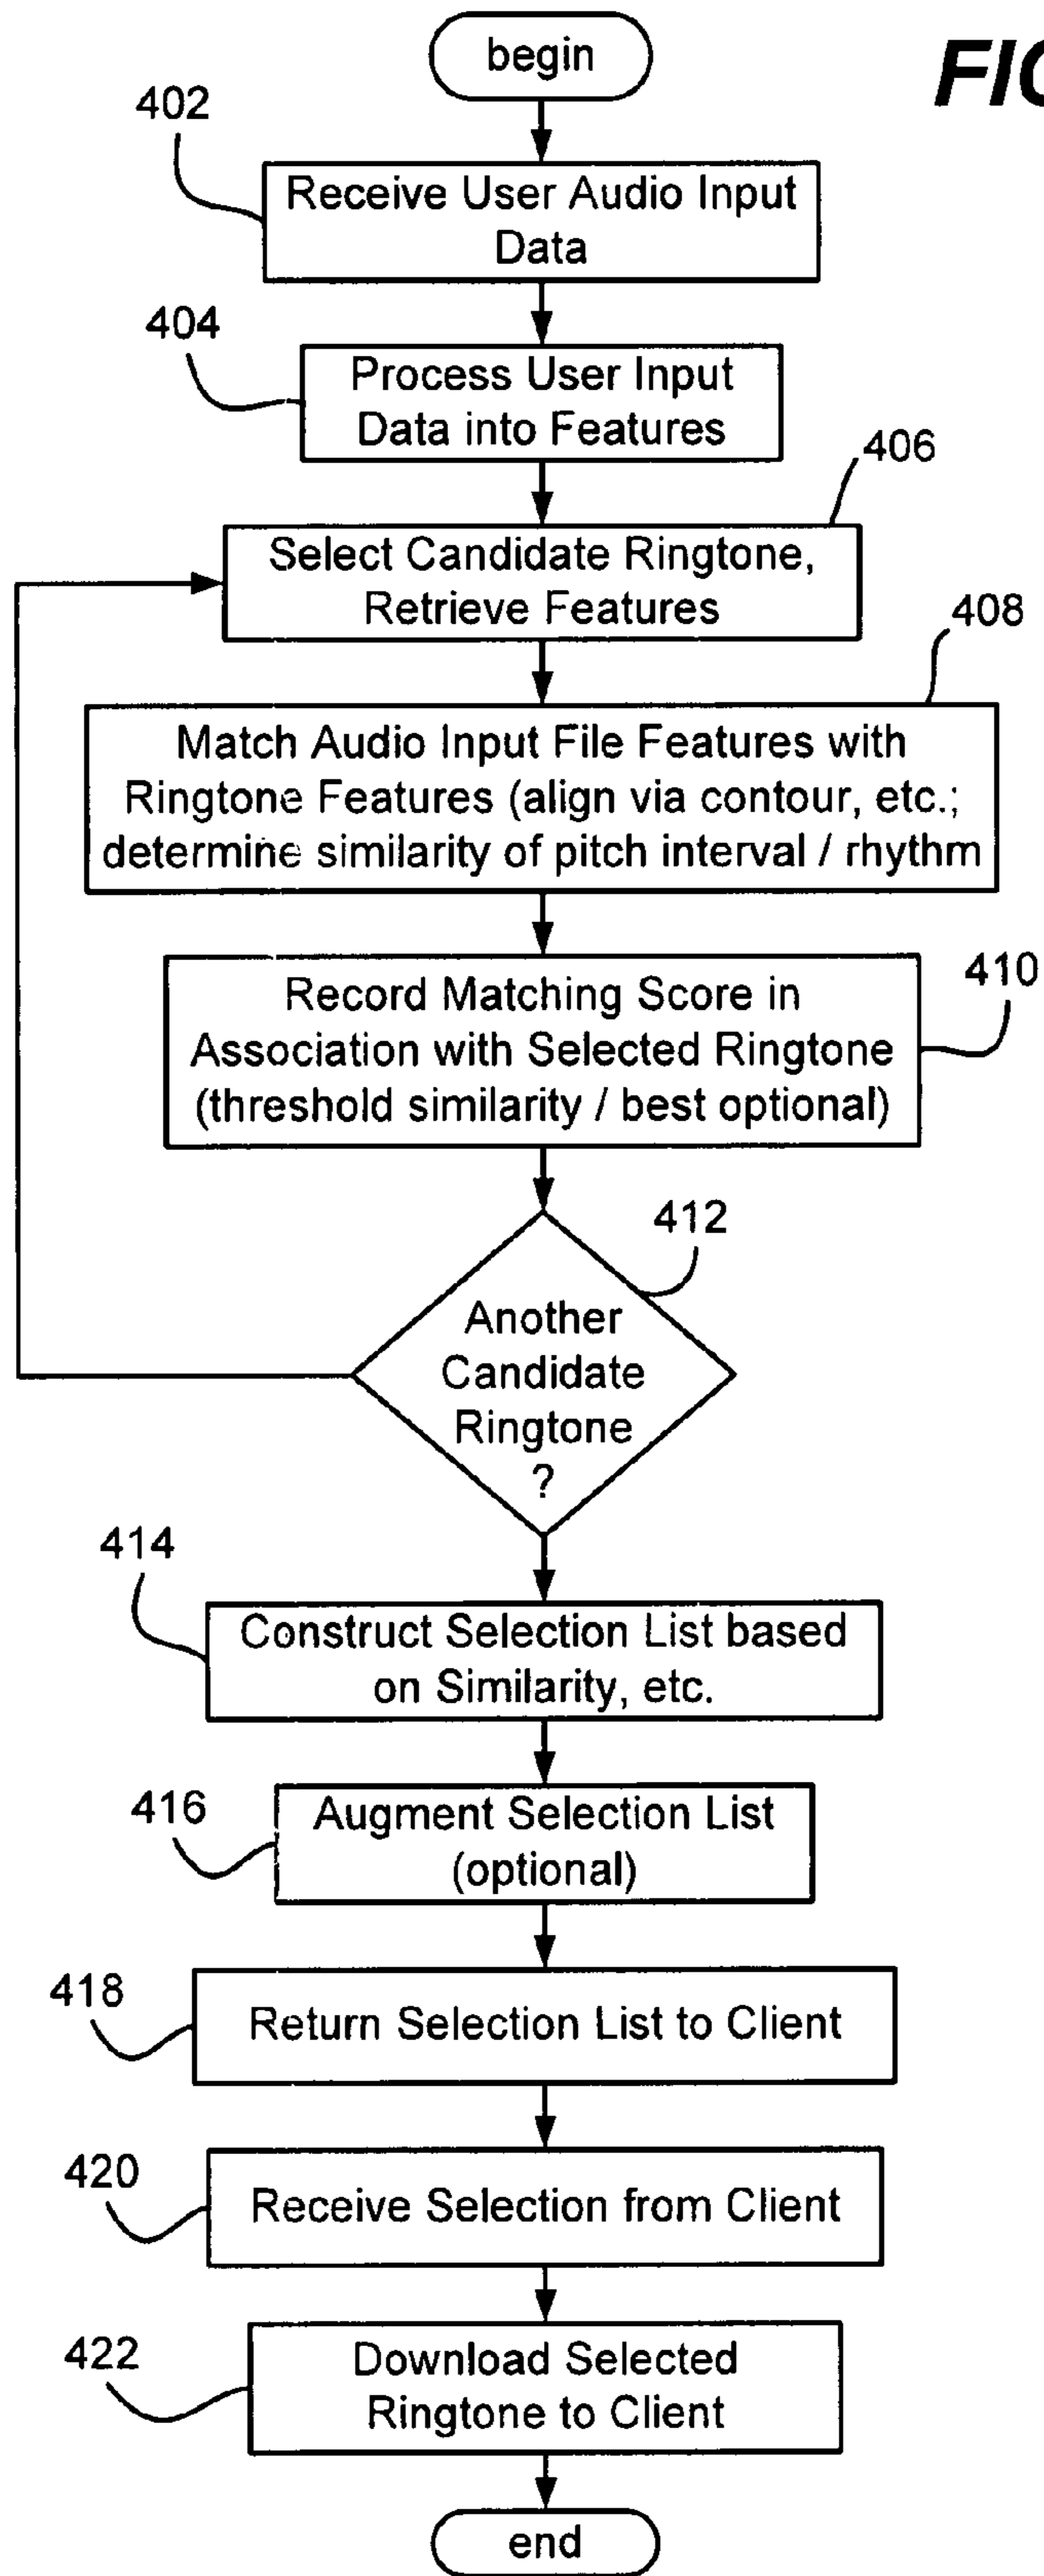 begin
FIG
402
Receive User Audio Input
Data
404
Process User Input
Data into Features
406
Select Candidate Ringtone,
Retrieve Features
408
Match Audio Input File Features with
Ringtone Features (align via contour, etc.;
determine similarity of pitch interval / rhythm
410
Record Matching Score in
Association with Selected Ringtone
(threshold similarity / best optional)
412
Another
Candidate
Ringtone
?
414
Construct Selection List based
on Similarity, etc.
416
Augment Selection List
(optional)
418
Return Selection List to Client
420
Receive Selection from Client
422
Download Selected
Ringtone to Client
end